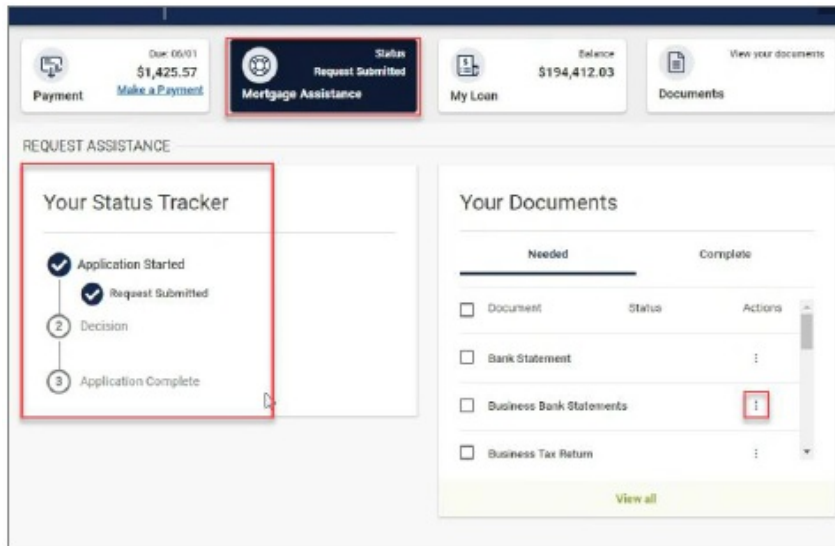 Due: 06/01
$1,425.57
Payment
Make a Payment
Status
Request Submitted
Mortgage Assistance
Balance
$194,412.03
My Loan
View your documents
Documents
REQUEST ASSISTANCE
Your Status Tracker
Application Started
Request Submitted
2 Decision
3 Application Complete
Your Documents
Needed Complete
Document Status Actions
Bank Statement
Business Bank Statements
Business Tax Return
View all